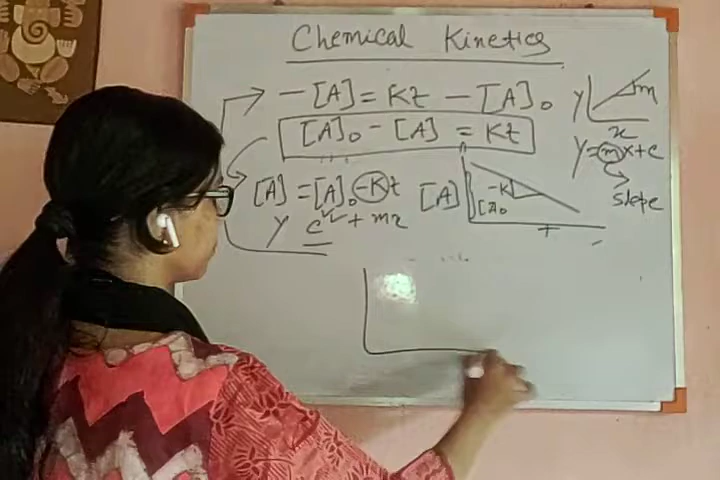 Chemical Kinetics
-[A] = Kt - [A]₀
[A]₀ - [A] = Kt
[A] = [A]₀ -Kt
y c + mx
y
m
x
y = mx + c
slope
[A]
-K
[A]₀
t